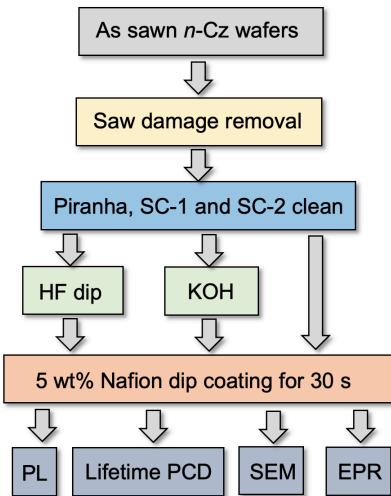 As sawn n-Cz wafers
Saw damage removal
Piranha, SC-1 and SC-2 clean
HF dip
KOH
5 wt% Nafion dip coating for 30 s
PL
Lifetime PCD
SEM
EPR